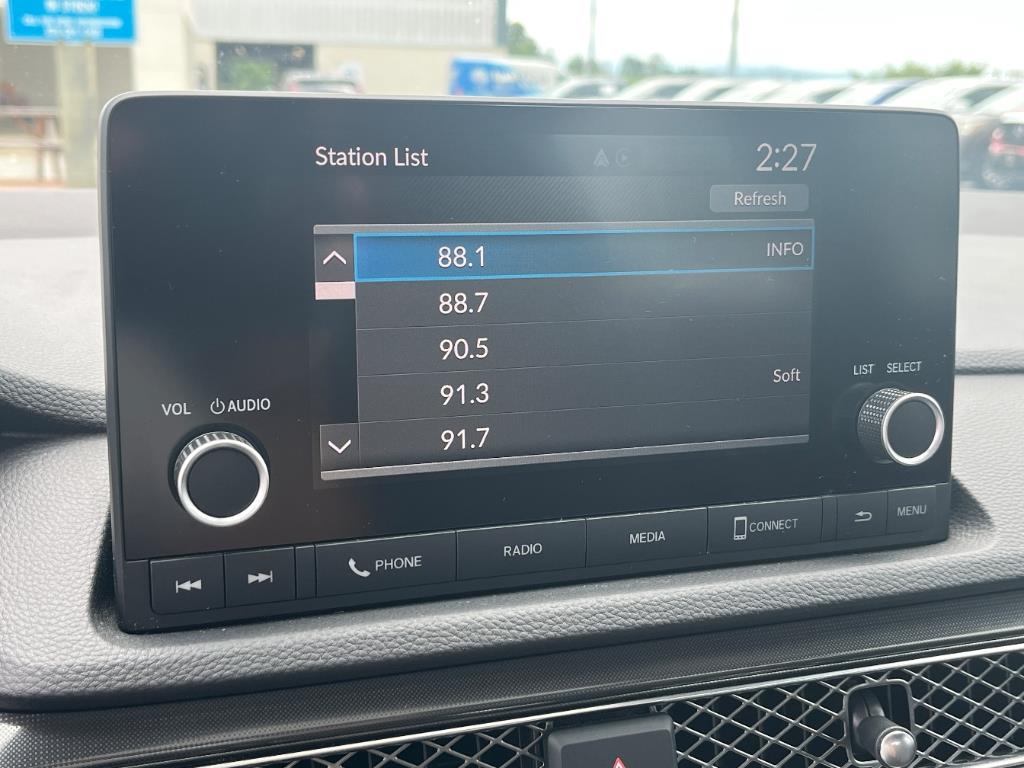 Station List
2:27
Refresh
88.1 INFO
88.7
90.5
91.3 Soft
91.7
VOL AUDIO
LIST SELECT
PHONE
RADIO
MEDIA
CONNECT
MENU